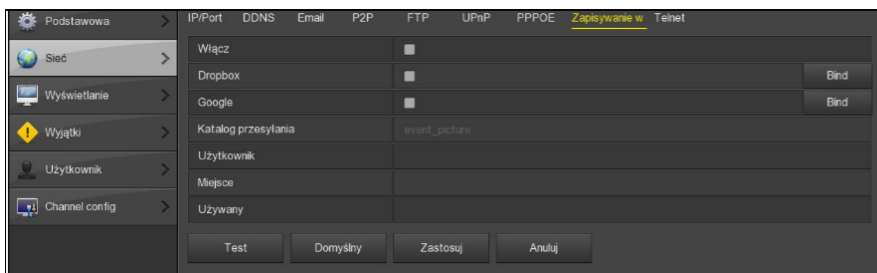 Podstawowa
Sieć
Wyświetlanie
Wyjątki
Użytkownik
Channel config
IP/Port DDNS Email P2P FTP UPnP PPPOE Zapisywanie w Telnet
Włącz
Dropbox Bind
Google Bind
Katalog przesyłania event_picture
Użytkownik
Miejsce
Używany
Test Domyślny Zastosuj Anuluj